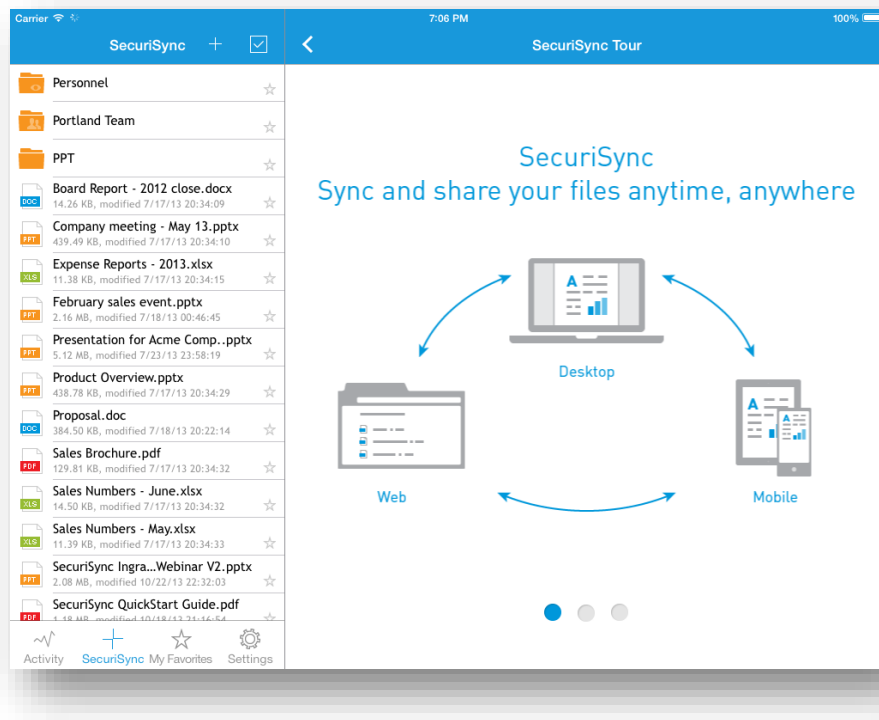 Carrier
7:06 PM
100%
SecuriSync
SecuriSync Tour
Personnel
Portland Team
PPT
Board Report - 2012 close.docx
DOC
14.26 KB, modified 7/17/13 20:34:09
Company meeting - May 13.pptx
PPT
439.49 KB, modified 7/17/13 20:34:10
Expense Reports - 2013.xlsx
XLS
11.38 KB, modified 7/17/13 20:34:15
February sales event.pptx
PPT
2.16 MB, modified 7/18/13 00:46:45
Presentation for Acme Comp..pptx
PPT
5.12 MB, modified 7/23/13 23:58:19
Product Overview.pptx
PPT
438.78 KB, modified 7/17/13 20:34:29
Proposal.doc
DOC
384.50 KB, modified 7/18/13 20:22:14
Sales Brochure.pdf
PDF
129.81 KB, modified 7/17/13 20:34:32
Sales Numbers - June.xlsx
XLS
14.50 KB, modified 7/17/13 20:34:32
Sales Numbers - May.xlsx
XLS
11.39 KB, modified 7/17/13 20:34:33
SecuriSync Ingra...Webinar V2.pptx
PPT
2.08 MB, modified 10/22/13 22:32:03
SecuriSync QuickStart Guide.pdf
PDF
1.18 MB, modified 10/18/13 21:16:54
Activity
SecuriSync
My Favorites
Settings
SecuriSync
Sync and share your files anytime, anywhere
A
Desktop
A
A
Web
Mobile